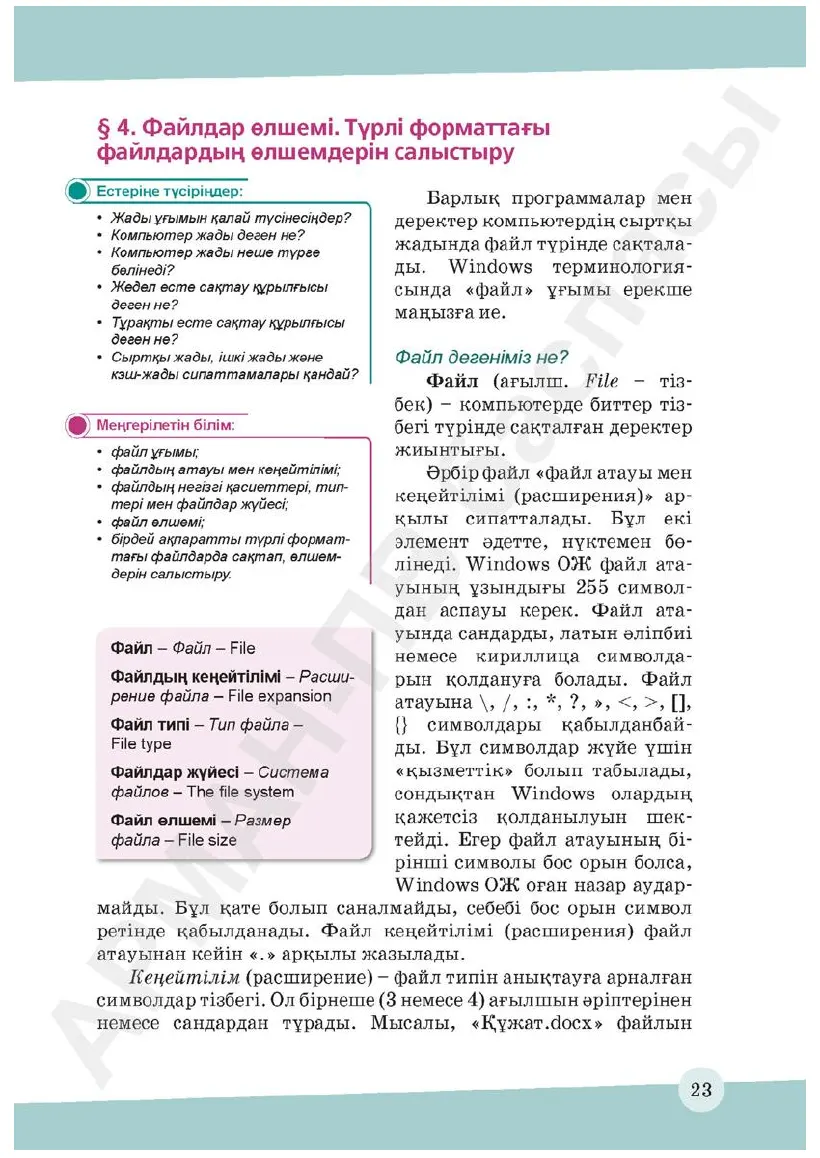 § 4. Файлдар өлшемі. Түрлі форматтағы
файлдардың өлшемдерін салыстыру
Естеріңе түсіріңдер:
• Жады ұғымын қалай түсінесіңдер?
• Компьютер жады деген не?
• Компьютер жады неше түрге
бөлінеді?
• Жедел есте сақтау құрылғысы
деген не?
• Тұрақты есте сақтау құрылғысы
деген не?
• Сыртқы жады, ішкі жады және
кэш-жады сипаттамалары қандай?
Меңгерілетін білім:
• файл ұғымы;
• файлдың атауы мен кеңейтілімі;
• файлдың негізгі қасиеттері, тип-
тері мен файлдар жүйесі;
• файл өлшемі;
• бірдей ақпаратты түрлі формат-
тағы файлдарда сақтап, өлшем-
дерін салыстыру.
Файл – Файл – File
Файлдың кеңейтілімі – Расши-
рение файла – File expansion
Файл типі – Тип файла –
File type
Файлдар жүйесі – Система
файлов – The file system
Файл өлшемі – Размер
файла – File size
Барлық программалар мен
деректер компьютердің сыртқы
жадында файл түрінде сақтала-
ды. Windows терминология-
сында «файл» ұғымы ерекше
маңызға ие.
Файл дегеніміз не?
Файл (ағылш. File – тіз-
бек) – компьютерде биттер тіз-
бегі түрінде сақталған деректер
жиынтығы.
Әрбір файл «файл атауы мен
кеңейтілімі (расширения)» ар-
қылы сипатталады. Бұл екі
элемент әдетте, нүктемен бө-
лінеді. Windows ОЖ файл ата-
уының ұзындығы 255 символ-
дан аспауы керек. Файл ата-
уында сандарды, латын әліпбиі
немесе кириллица символда-
рын қолдануға болады. Файл
атауына \, /, :, *, ?, », <, >, [],
{} символдары қабылданбай-
ды. Бұл символдар жүйе үшін
«қызметтік» болып табылады,
сондықтан Windows олардың
қажетсіз қолданылуын шек-
тейді. Егер файл атауының бі-
рінші символы бос орын болса,
Windows ОЖ оған назар аудар-
майды. Бұл қате болып саналмайды, себебі бос орын символ
ретінде қабылданады. Файл кеңейтілімі (расширения) файл
атауынан кейін «.» арқылы жазылады.
Кеңейтілім (расширение) – файл типін анықтауға арналған
символдар тізбегі. Ол бірнеше (3 немесе 4) ағылшын әріптерінен
немесе сандардан тұрады. Мысалы, «Құжат.docx» файлын
23
АРМАН-ПВ баспасы